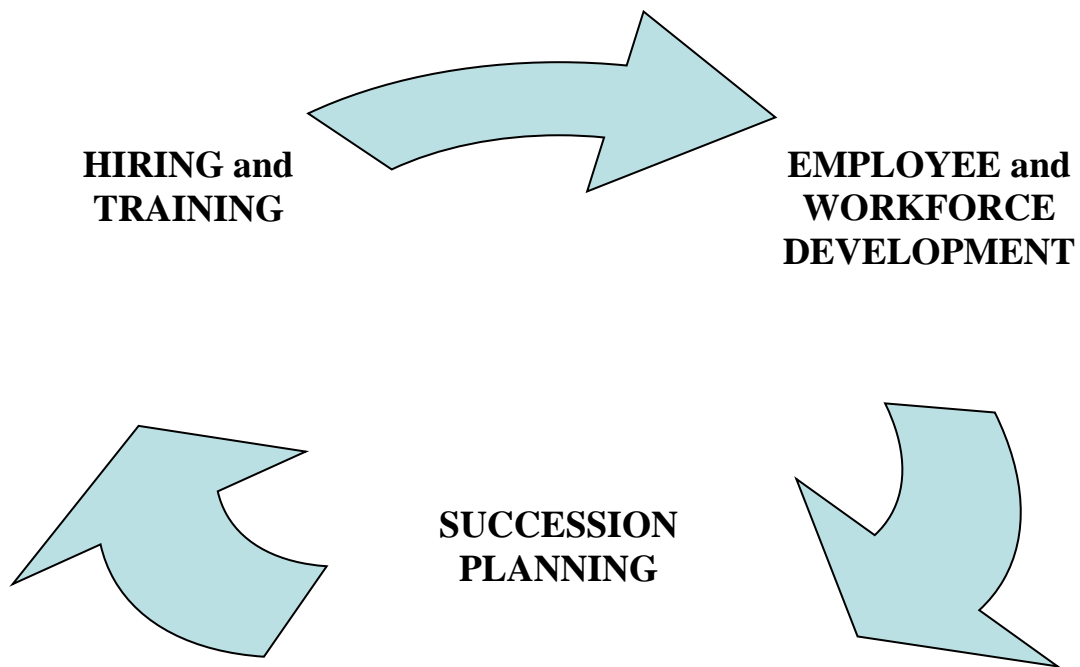 HIRING and
TRAINING
EMPLOYEE and
WORKFORCE
DEVELOPMENT
SUCCESSION
PLANNING